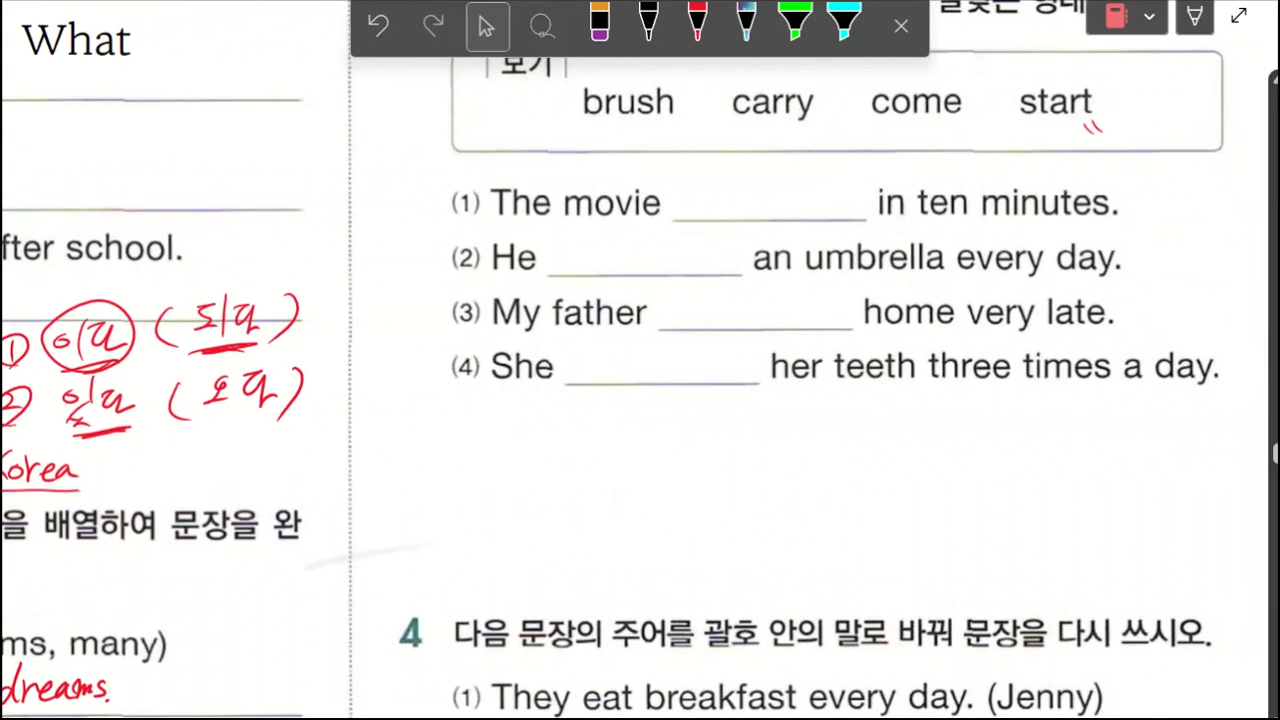 What
fter school.
① 이다 ( 되다 )
② 있다 ( 오다 )
Korea
을 배열하여 문장을 완
ms, many)
dreams.
보기
brush carry come start
(1) The movie in ten minutes.
(2) He an umbrella every day.
(3) My father home very late.
(4) She her teeth three times a day.
4 다음 문장의 주어를 괄호 안의 말로 바꿔 문장을 다시 쓰시오.
(1) They eat breakfast every day. (Jenny)